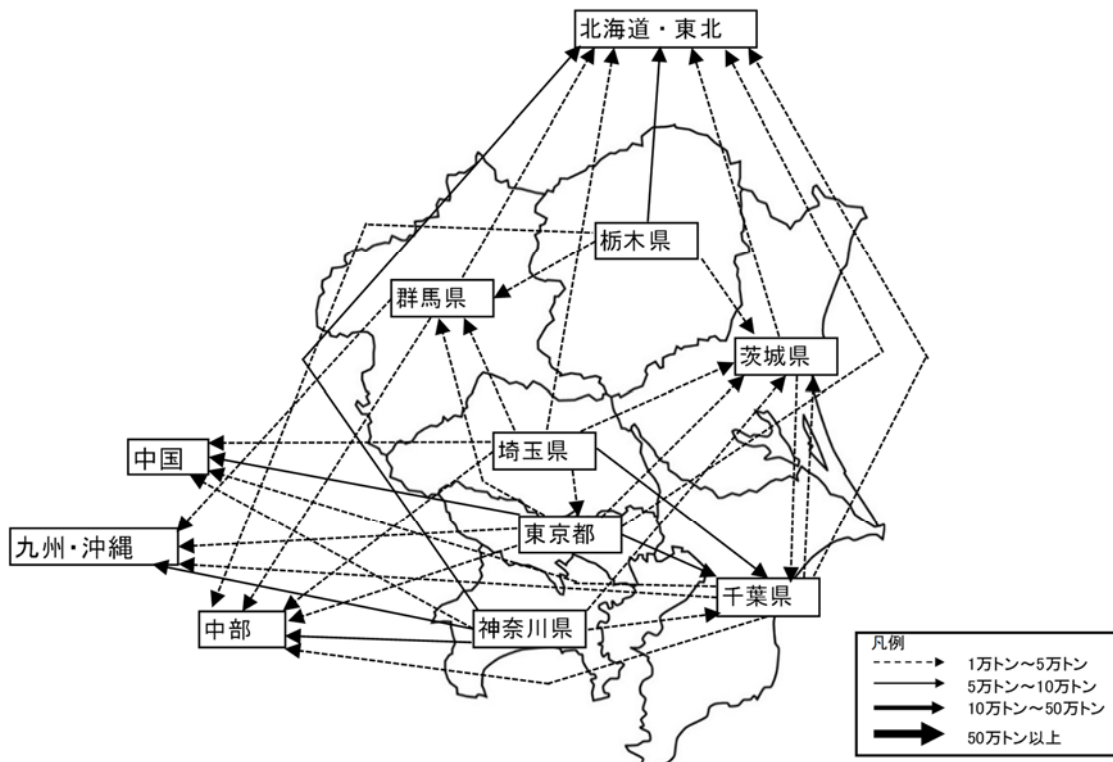 北海道・東北
栃木県
群馬県
茨城県
埼玉県
中国
東京都
九州・沖縄
千葉県
中部
神奈川県
凡例
1万トン～5万トン
5万トン～10万トン
10万トン～50万トン
50万トン以上